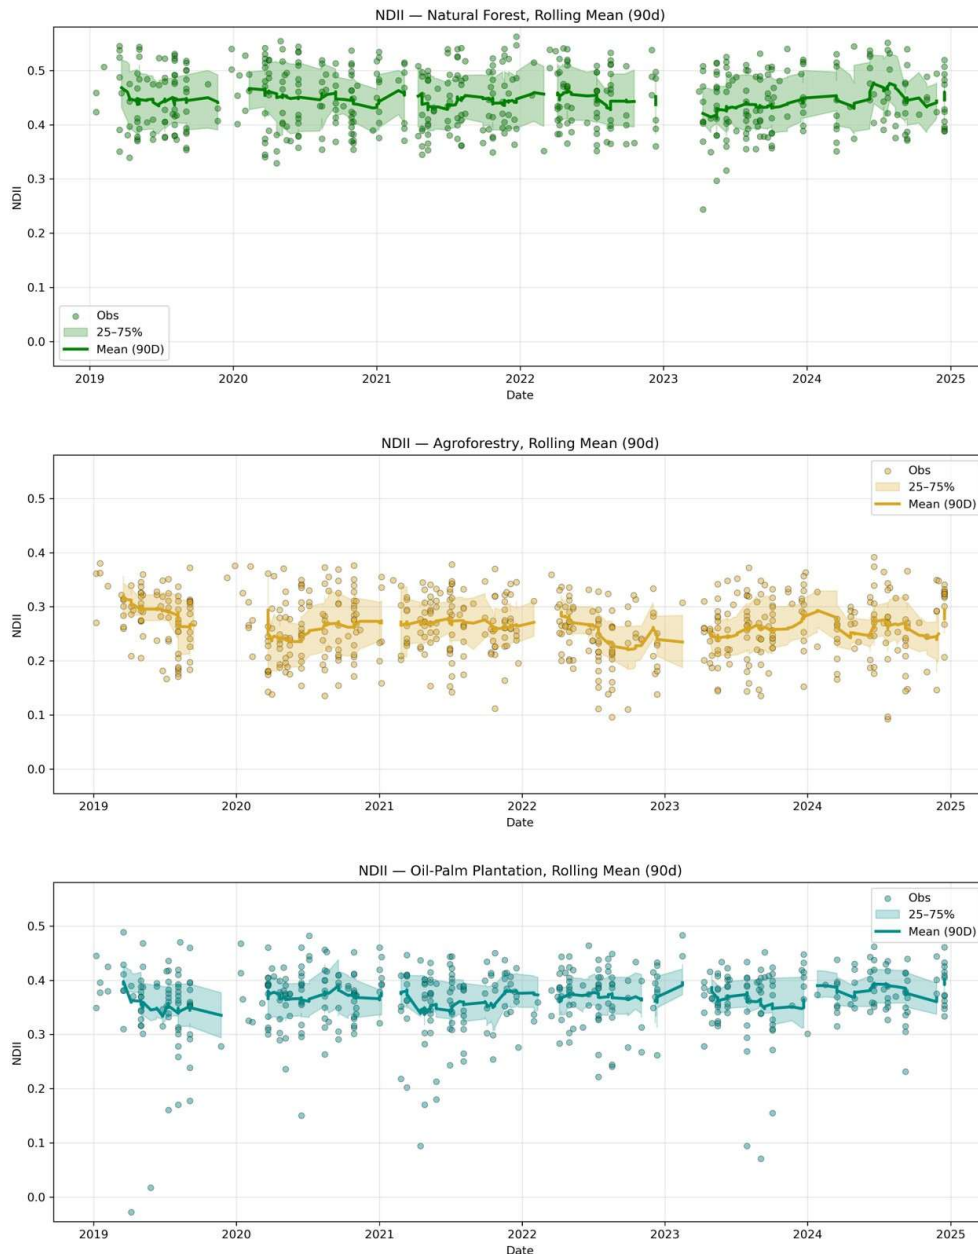 NDII — Natural Forest, Rolling Mean (90d)
0.5
0.4
0.3
0.2
0.1
0.0
NDII
Obs
25–75%
Mean (90D)
2019 2020 2021 2022 2023 2024 2025
Date
NDII — Agroforestry, Rolling Mean (90d)
Obs
25–75%
Mean (90D)
0.5
0.4
0.3
0.2
0.1
0.0
NDII
2019 2020 2021 2022 2023 2024 2025
Date
NDII — Oil-Palm Plantation, Rolling Mean (90d)
Obs
25–75%
Mean (90D)
0.5
0.4
0.3
0.2
0.1
0.0
NDII
2019 2020 2021 2022 2023 2024 2025
Date